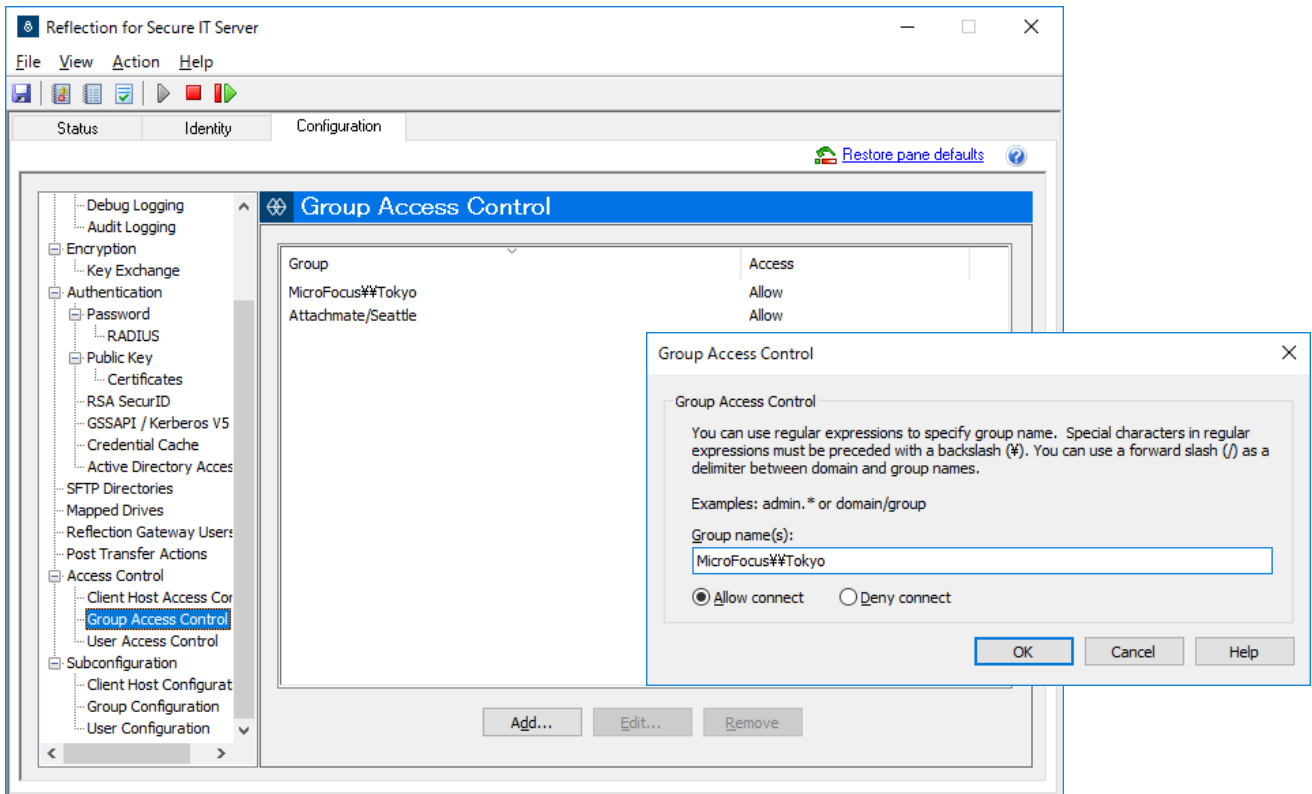 Reflection for Secure IT Server
File View Action Help
Status Identity Configuration
Restore pane defaults
Debug Logging
Audit Logging
Encryption
Key Exchange
Authentication
Password
RADIUS
Public Key
Certificates
RSA SecurID
GSSAPI / Kerberos V5
Credential Cache
Active Directory Acces
SFTP Directories
Mapped Drives
Reflection Gateway Users
Post Transfer Actions
Access Control
Client Host Access Cor
Group Access Control
User Access Control
Subconfiguration
Client Host Configurat
Group Configuration
User Configuration
Group Access Control
Group Access
MicroFocus¥¥Tokyo Allow
Attachmate/Seattle Allow
Add... Edit... Remove
Group Access Control
Group Access Control
You can use regular expressions to specify group name. Special characters in regular
expressions must be preceded with a backslash (¥). You can use a forward slash (/) as a
delimiter between domain and group names.
Examples: admin.* or domain/group
Group name(s):
MicroFocus¥¥Tokyo
Allow connect Deny connect
OK Cancel Help